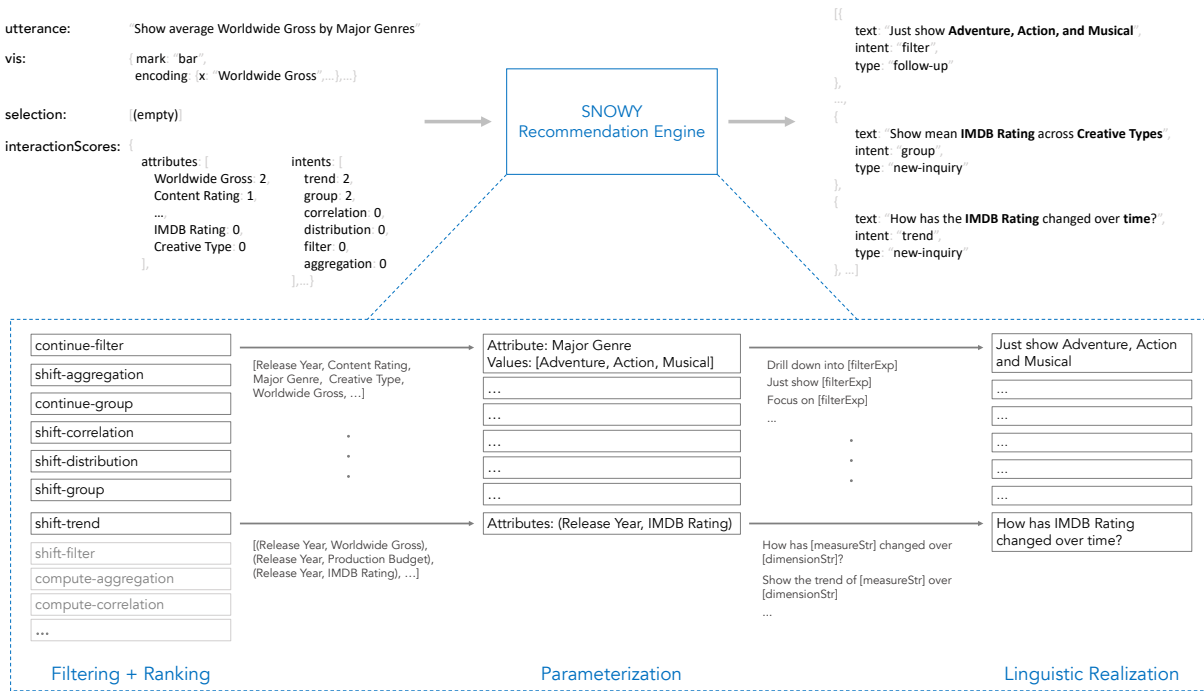 utterance: "Show average Worldwide Gross by Major Genres"
vis: { mark: "bar",
encoding: {x: "Worldwide Gross",...},...}
selection: [(empty)]
interactionScores: {
attributes: [
Worldwide Gross: 2,
Content Rating: 1,
...,
IMDB Rating: 0,
Creative Type: 0
],
intents: [
trend: 2,
group: 2,
correlation: 0,
distribution: 0,
filter: 0,
aggregation: 0
],...}
SNOWY
Recommendation Engine
[{
text: "Just show Adventure, Action, and Musical",
intent: "filter",
type: "follow-up"
},
...,
{
text: "Show mean IMDB Rating across Creative Types",
intent: "group",
type: "new-inquiry"
},
{
text: "How has the IMDB Rating changed over time?",
intent: "trend",
type: "new-inquiry"
}, ...]
continue-filter
shift-aggregation
continue-group
shift-correlation
shift-distribution
shift-group
shift-trend
shift-filter
compute-aggregation
compute-correlation
...
[Release Year, Content Rating,
Major Genre, Creative Type,
Worldwide Gross, ...]
.
.
.
[(Release Year, Worldwide Gross),
(Release Year, Production Budget),
(Release Year, IMDB Rating), ...]
Attribute: Major Genre
Values: [Adventure, Action, Musical]
...
...
...
...
...
Attributes: (Release Year, IMDB Rating)
Drill down into [filterExp]
Just show [filterExp]
Focus on [filterExp]
...
.
.
.
How has [measureStr] changed over
[dimensionStr]?
Show the trend of [measureStr] over
[dimensionStr]
...
Just show Adventure, Action
and Musical
...
...
...
...
...
How has IMDB Rating
changed over time?
Filtering + Ranking
Parameterization
Linguistic Realization